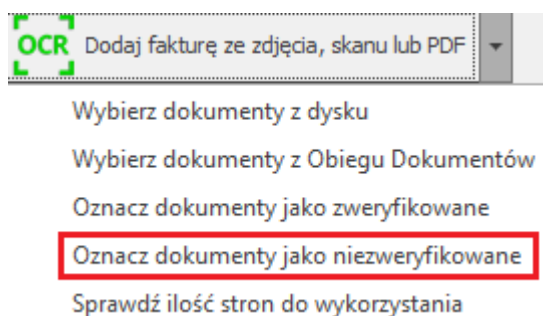 OCR Dodaj fakturę ze zdjęcia, skanu lub PDF
Wybierz dokumenty z dysku
Wybierz dokumenty z Obiegu Dokumentów
Oznacz dokumenty jako zweryfikowane
Oznacz dokumenty jako niezweryfikowane
Sprawdź ilość stron do wykorzystania